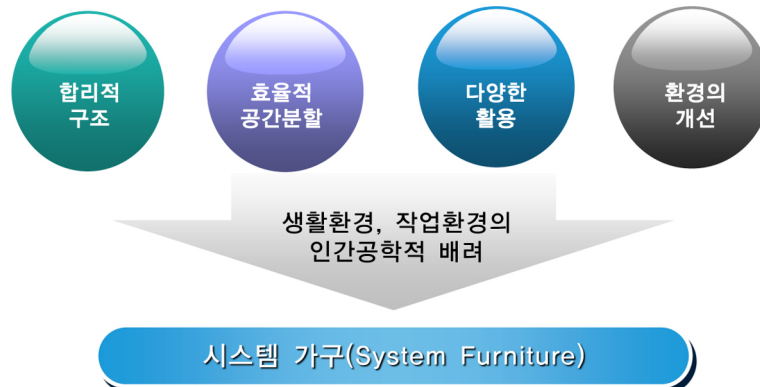 합리적
구조
효율적
공간분할
다양한
활용
환경의
개선
생활환경, 작업환경의
인간공학적 배려
시스템 가구(System Furniture)